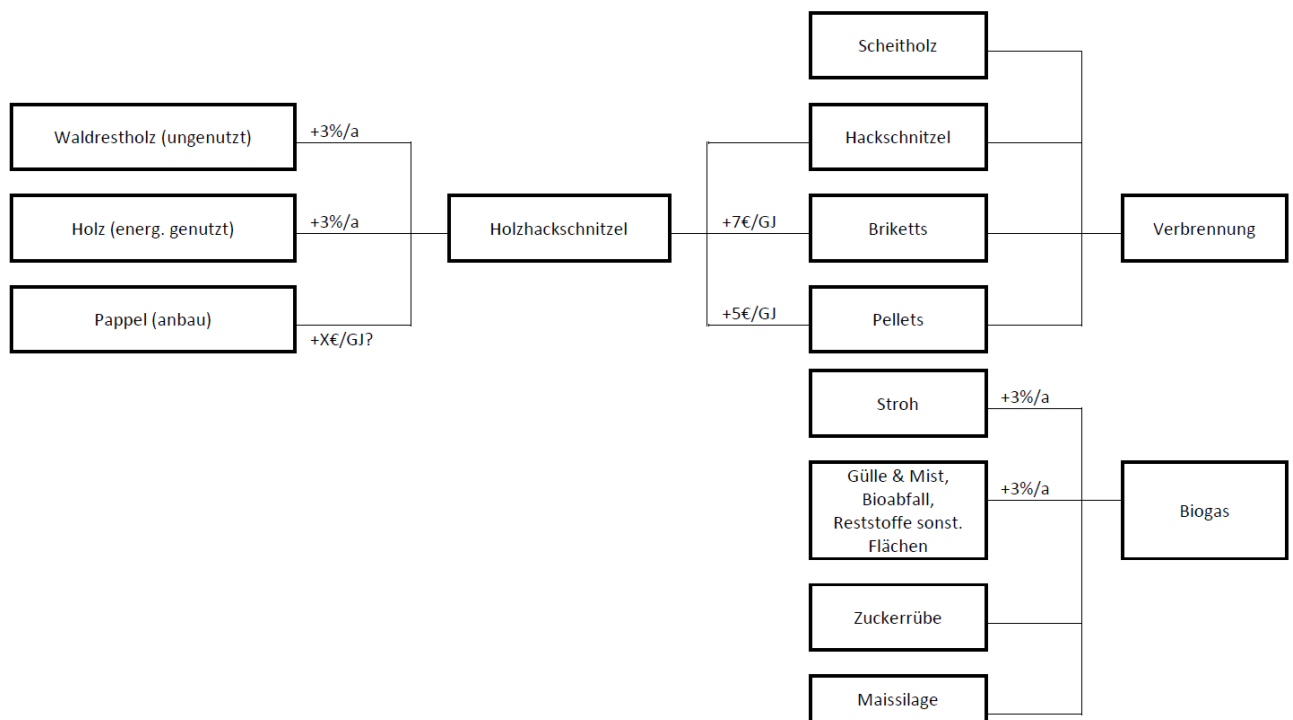 Scheitholz
Waldrestholz (ungenutzt)
+3%/a
Hackschnitzel
Holz (energ. genutzt)
+3%/a
Holzhackschnitzel
+7€/GJ
Briketts
Verbrennung
Pappel (anbau)
+X€/GJ?
+5€/GJ
Pellets
Stroh
+3%/a
Gülle & Mist,
Bioabfall,
Reststoffe sonst.
Flächen
+3%/a
Biogas
Zuckerrübe
Maissilage